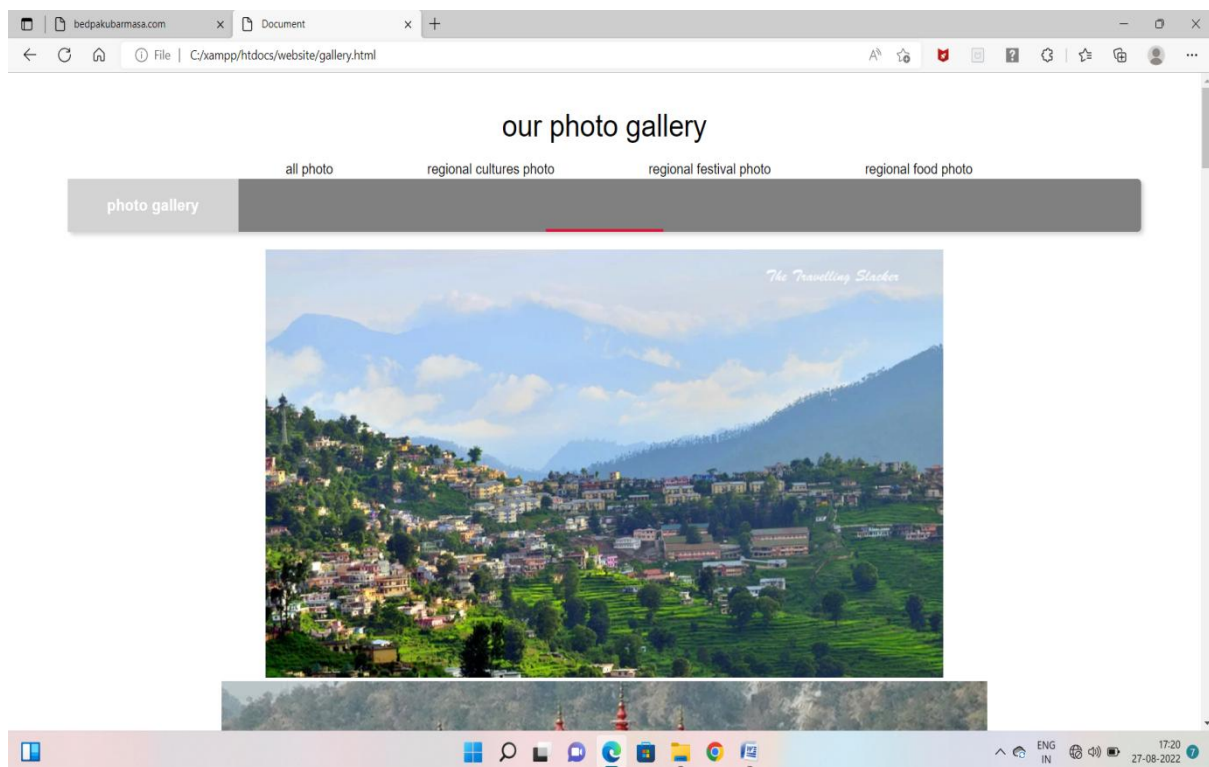 bedpakubarmasa.com
Document
File | C:/xampp/htdocs/website/gallery.html
our photo gallery
all photo regional cultures photo regional festival photo regional food photo
photo gallery
The Travelling Slacker
ENG 17:20
IN 27-08-2022 7